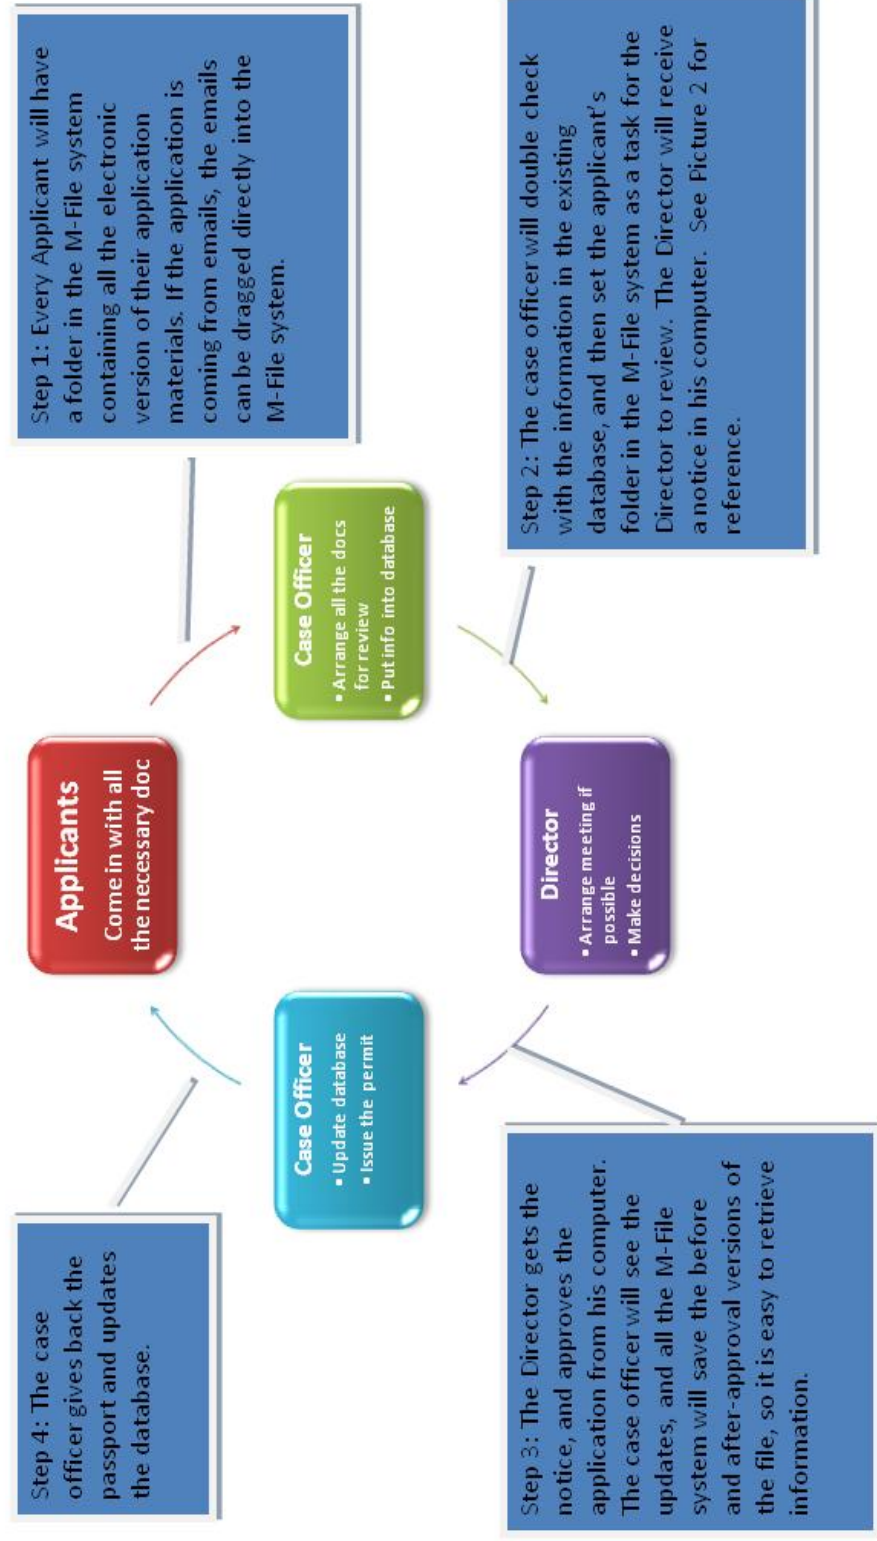 Step 1: Every Applicant will have
a folder in the M-File system
containing all the electronic
version of their application
materials. If the application is
coming from emails, the emails
can be dragged directly into the
M-File system.
Step 2: The case officer will double check
with the information in the existing
database, and then set the applicant's
folder in the M-File system as a task for the
Director to review. The Director will receive
a notice in his computer. See Picture 2 for
reference.
Step 3: The Director gets the
notice, and approves the
application from his computer.
The case officer will see the
updates, and all the M-File
system will save the before
and after-approval versions of
the file, so it is easy to retrieve
information.
Step 4: The case
officer gives back the
passport and updates
the database.
Applicants
Come in with all
the necessary doc
Case Officer
▪ Arrange all the docs
for review
▪ Put info into database
Director
▪ Arrange meeting if
possible
▪ Make decisions
Case Officer
▪ Update database
▪ Issue the permit